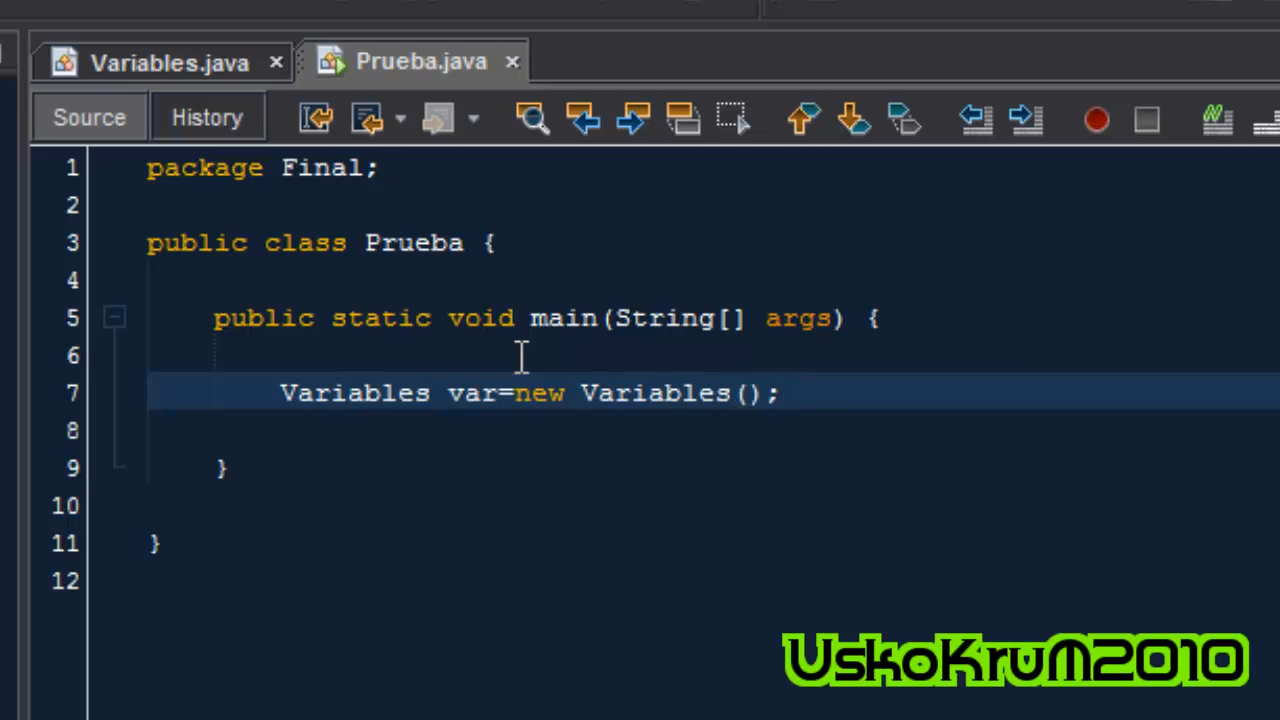 Variables.java × Prueba.java ×
Source History
1 package Final;
2
3 public class Prueba {
4
5 public static void main(String[] args) {
6
7 Variables var=new Variables();
8
9 }
10
11 }
12
UskoKruM2010